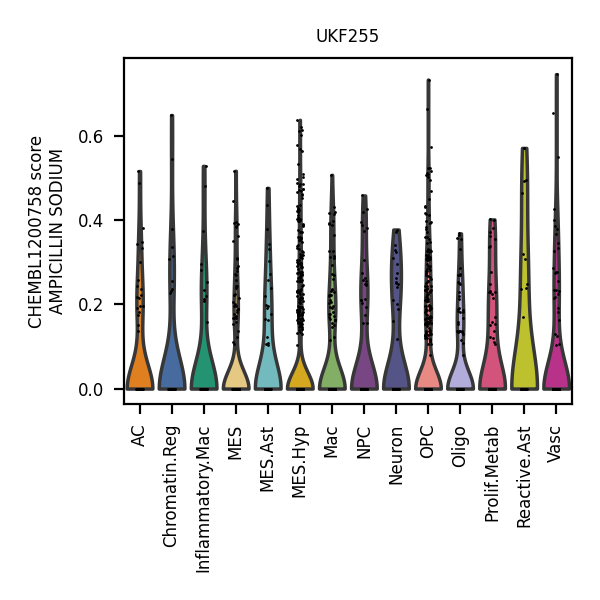 UKF255
CHEMBL1200758 score
AMPICILLIN SODIUM
0.6
0.4
0.2
0.0
AC
Chromatin.Reg
Inflammatory.Mac
MES
MES.Ast
MES.Hyp
Mac
NPC
Neuron
OPC
Oligo
Prolif.Metab
Reactive.Ast
Vasc